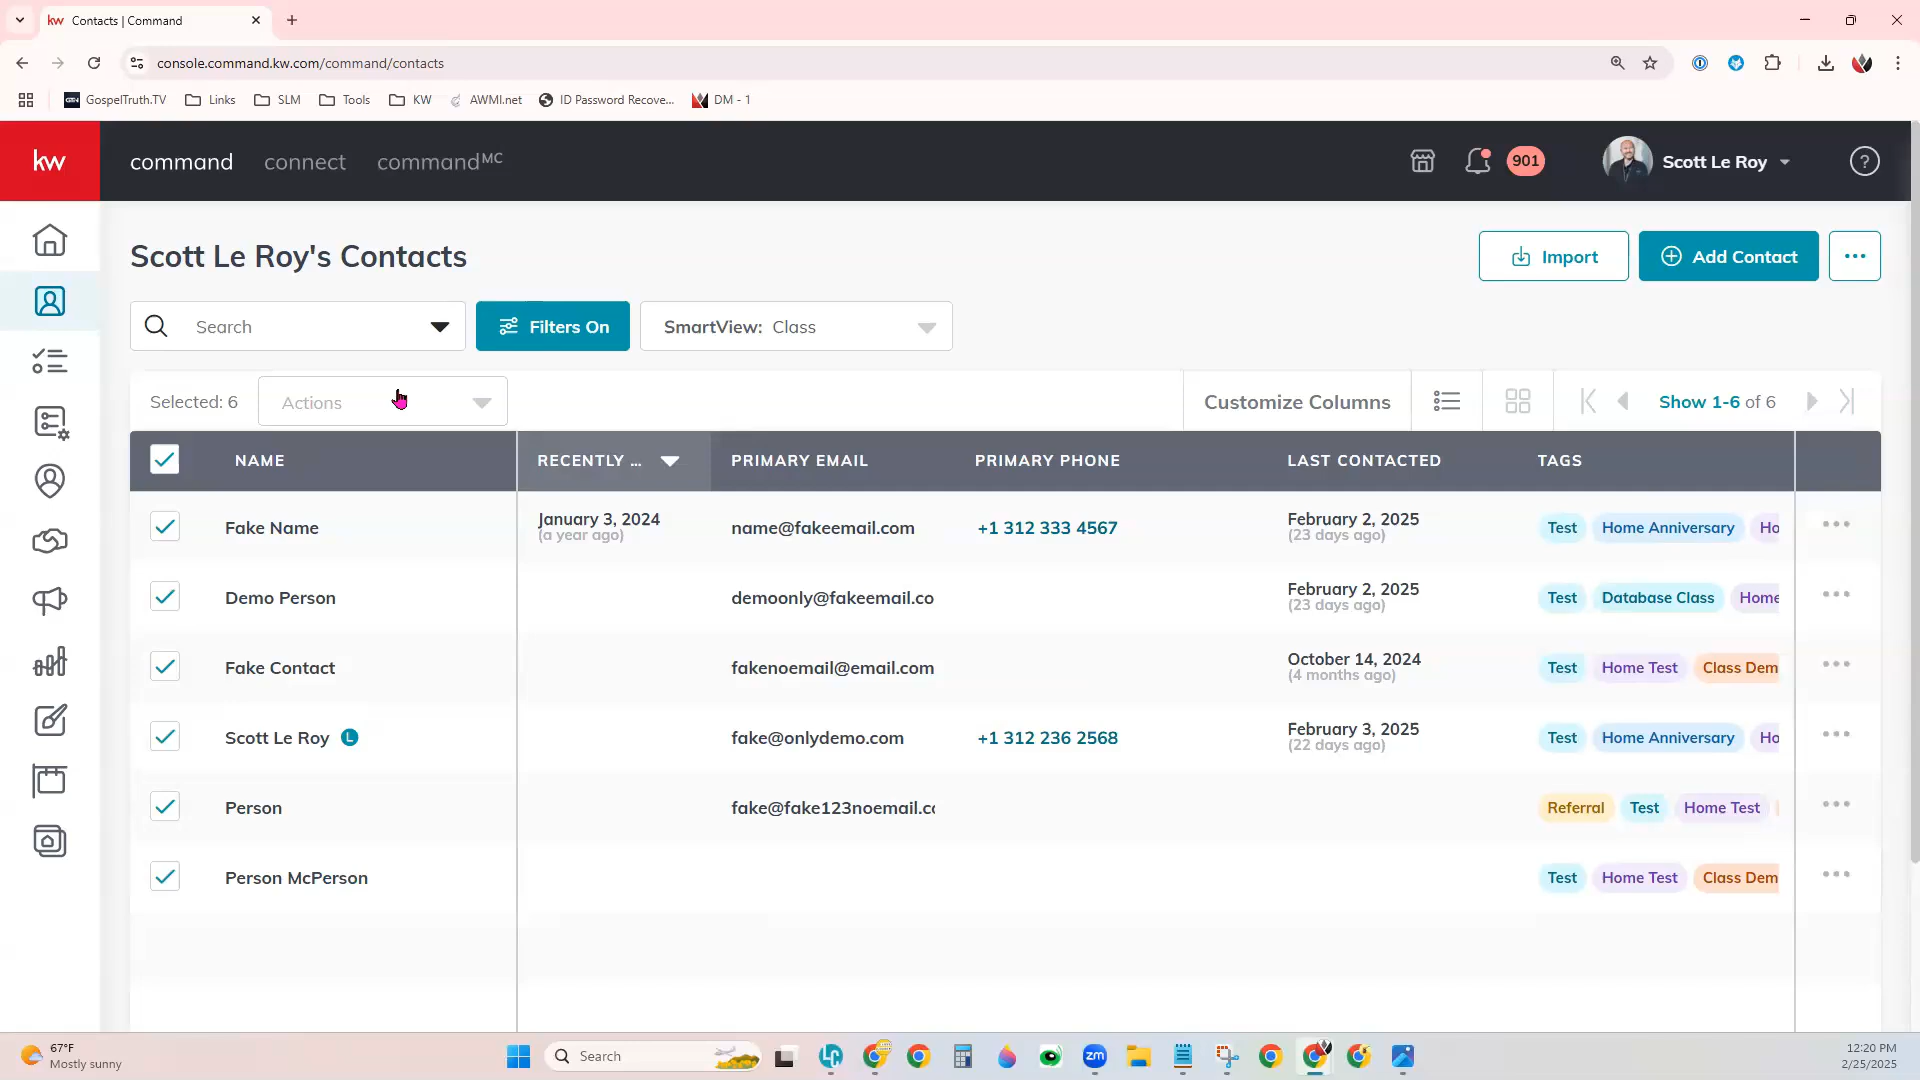 kw Contacts | Command
console.command.kw.com/command/contacts
GospelTruth.TV Links SLM Tools KW AWMI.net ID Password Recove... DM - 1
kw command connect command MC 901 Scott Le Roy ?
Scott Le Roy's Contacts
Import Add Contact
Search Filters On SmartView: Class
Selected: 6 Actions Customize Columns Show 1-6 of 6
NAME RECENTLY ... PRIMARY EMAIL PRIMARY PHONE LAST CONTACTED TAGS
Fake Name January 3, 2024 name@fakeemail.com +1 312 333 4567 February 2, 2025 Test Home Anniversary Ho
(a year ago) (23 days ago)
Demo Person demoonly@fakeemail.co February 2, 2025 Test Database Class Home
(23 days ago)
Fake Contact fakenoemail@email.com October 14, 2024 Test Home Test Class Dem
(4 months ago)
Scott Le Roy L fake@onlydemo.com +1 312 236 2568 February 3, 2025 Test Home Anniversary Ho
(22 days ago)
Person fake@fake123noemail.co Referral Test Home Test
Person McPerson Test Home Test Class Dem
67°F
Mostly sunny
Search
LC
zm
12:20 PM
2/25/2025